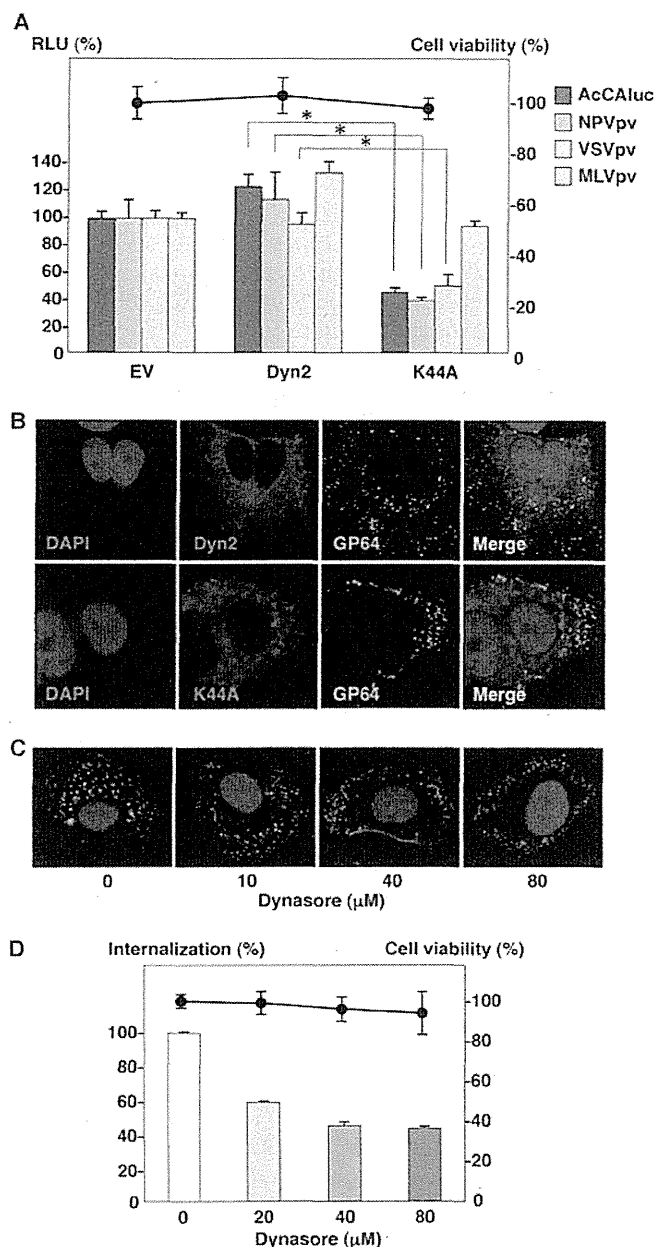 A
RLU (%)
Cell viability (%)
AcCAluc
NPVpv
VSVpv
MLVpv
140
120
100
80
60
40
20
0
-100
-80
-60
-40
-20
0
*
*
*
EV Dyn2 K44A
B
DAPI Dyn2 GP64 Merge
DAPI K44A GP64 Merge
C
0 10 40 80
Dynasore (μM)
D
Internalization (%)
Cell viability (%)
100
60
40
20
0
100
80
60
40
20
0
0 20 40 80
Dynasore (μM)